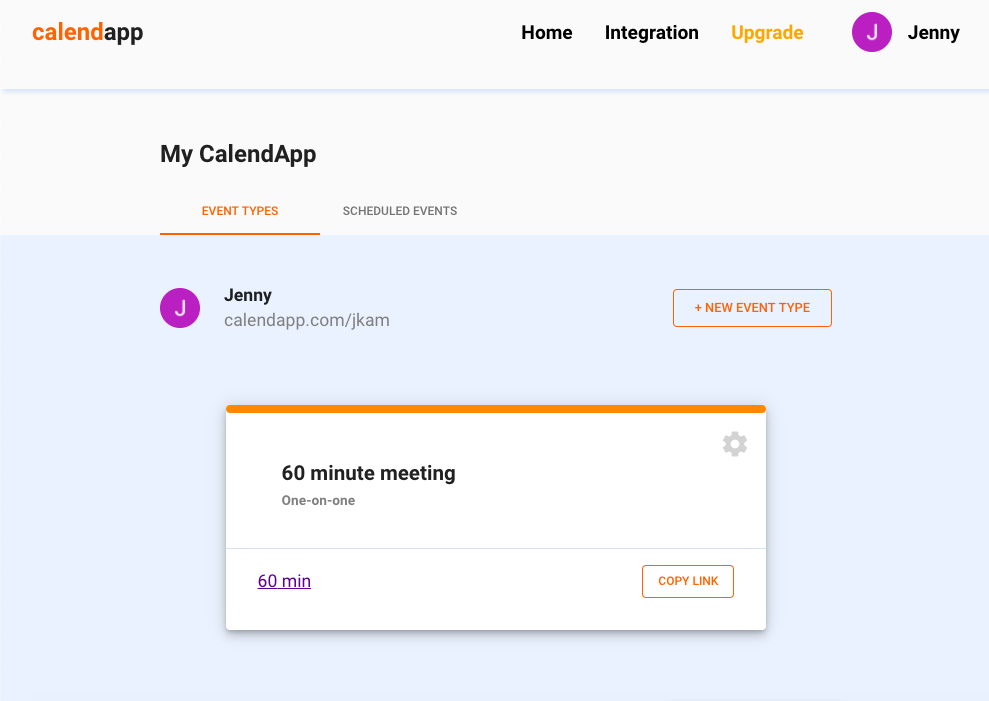 calendapp Home Integration Upgrade J Jenny
My CalendApp
EVENT TYPES SCHEDULED EVENTS
J Jenny
calendapp.com/jkam
+ NEW EVENT TYPE
60 minute meeting
One-on-one
60 min COPY LINK